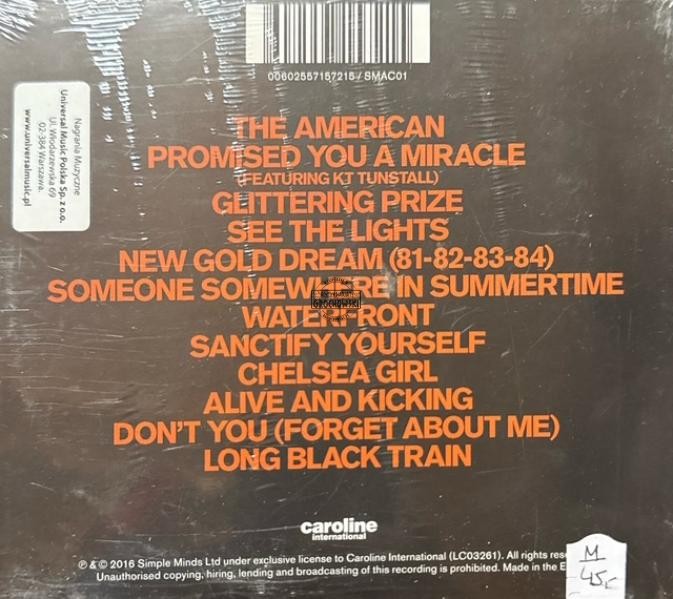 00602557157215 / SMAC01
Nagrania Muzyczne
Universal Music Polska Sp. z o.o.
Ul. Włodarzewska 69
02-384 Warszawa.
www.universalmusic.pl
THE AMERICAN
PROMISED YOU A MIRACLE
(FEATURING KT TUNSTALL)
GLITTERING PRIZE
SEE THE LIGHTS
NEW GOLD DREAM (81-82-83-84)
SOMEONE SOMEWHERE IN SUMMERTIME
GROCHOWSKI
WATERFRONT
SANCTIFY YOURSELF
CHELSEA GIRL
ALIVE AND KICKING
DON'T YOU (FORGET ABOUT ME)
LONG BLACK TRAIN
caroline
international
℗ & © 2016 Simple Minds Ltd under exclusive license to Caroline International (LC03261). All rights rese
Unauthorised copying, hiring, lending and broadcasting of this recording is prohibited. Made in the E
M
45,-